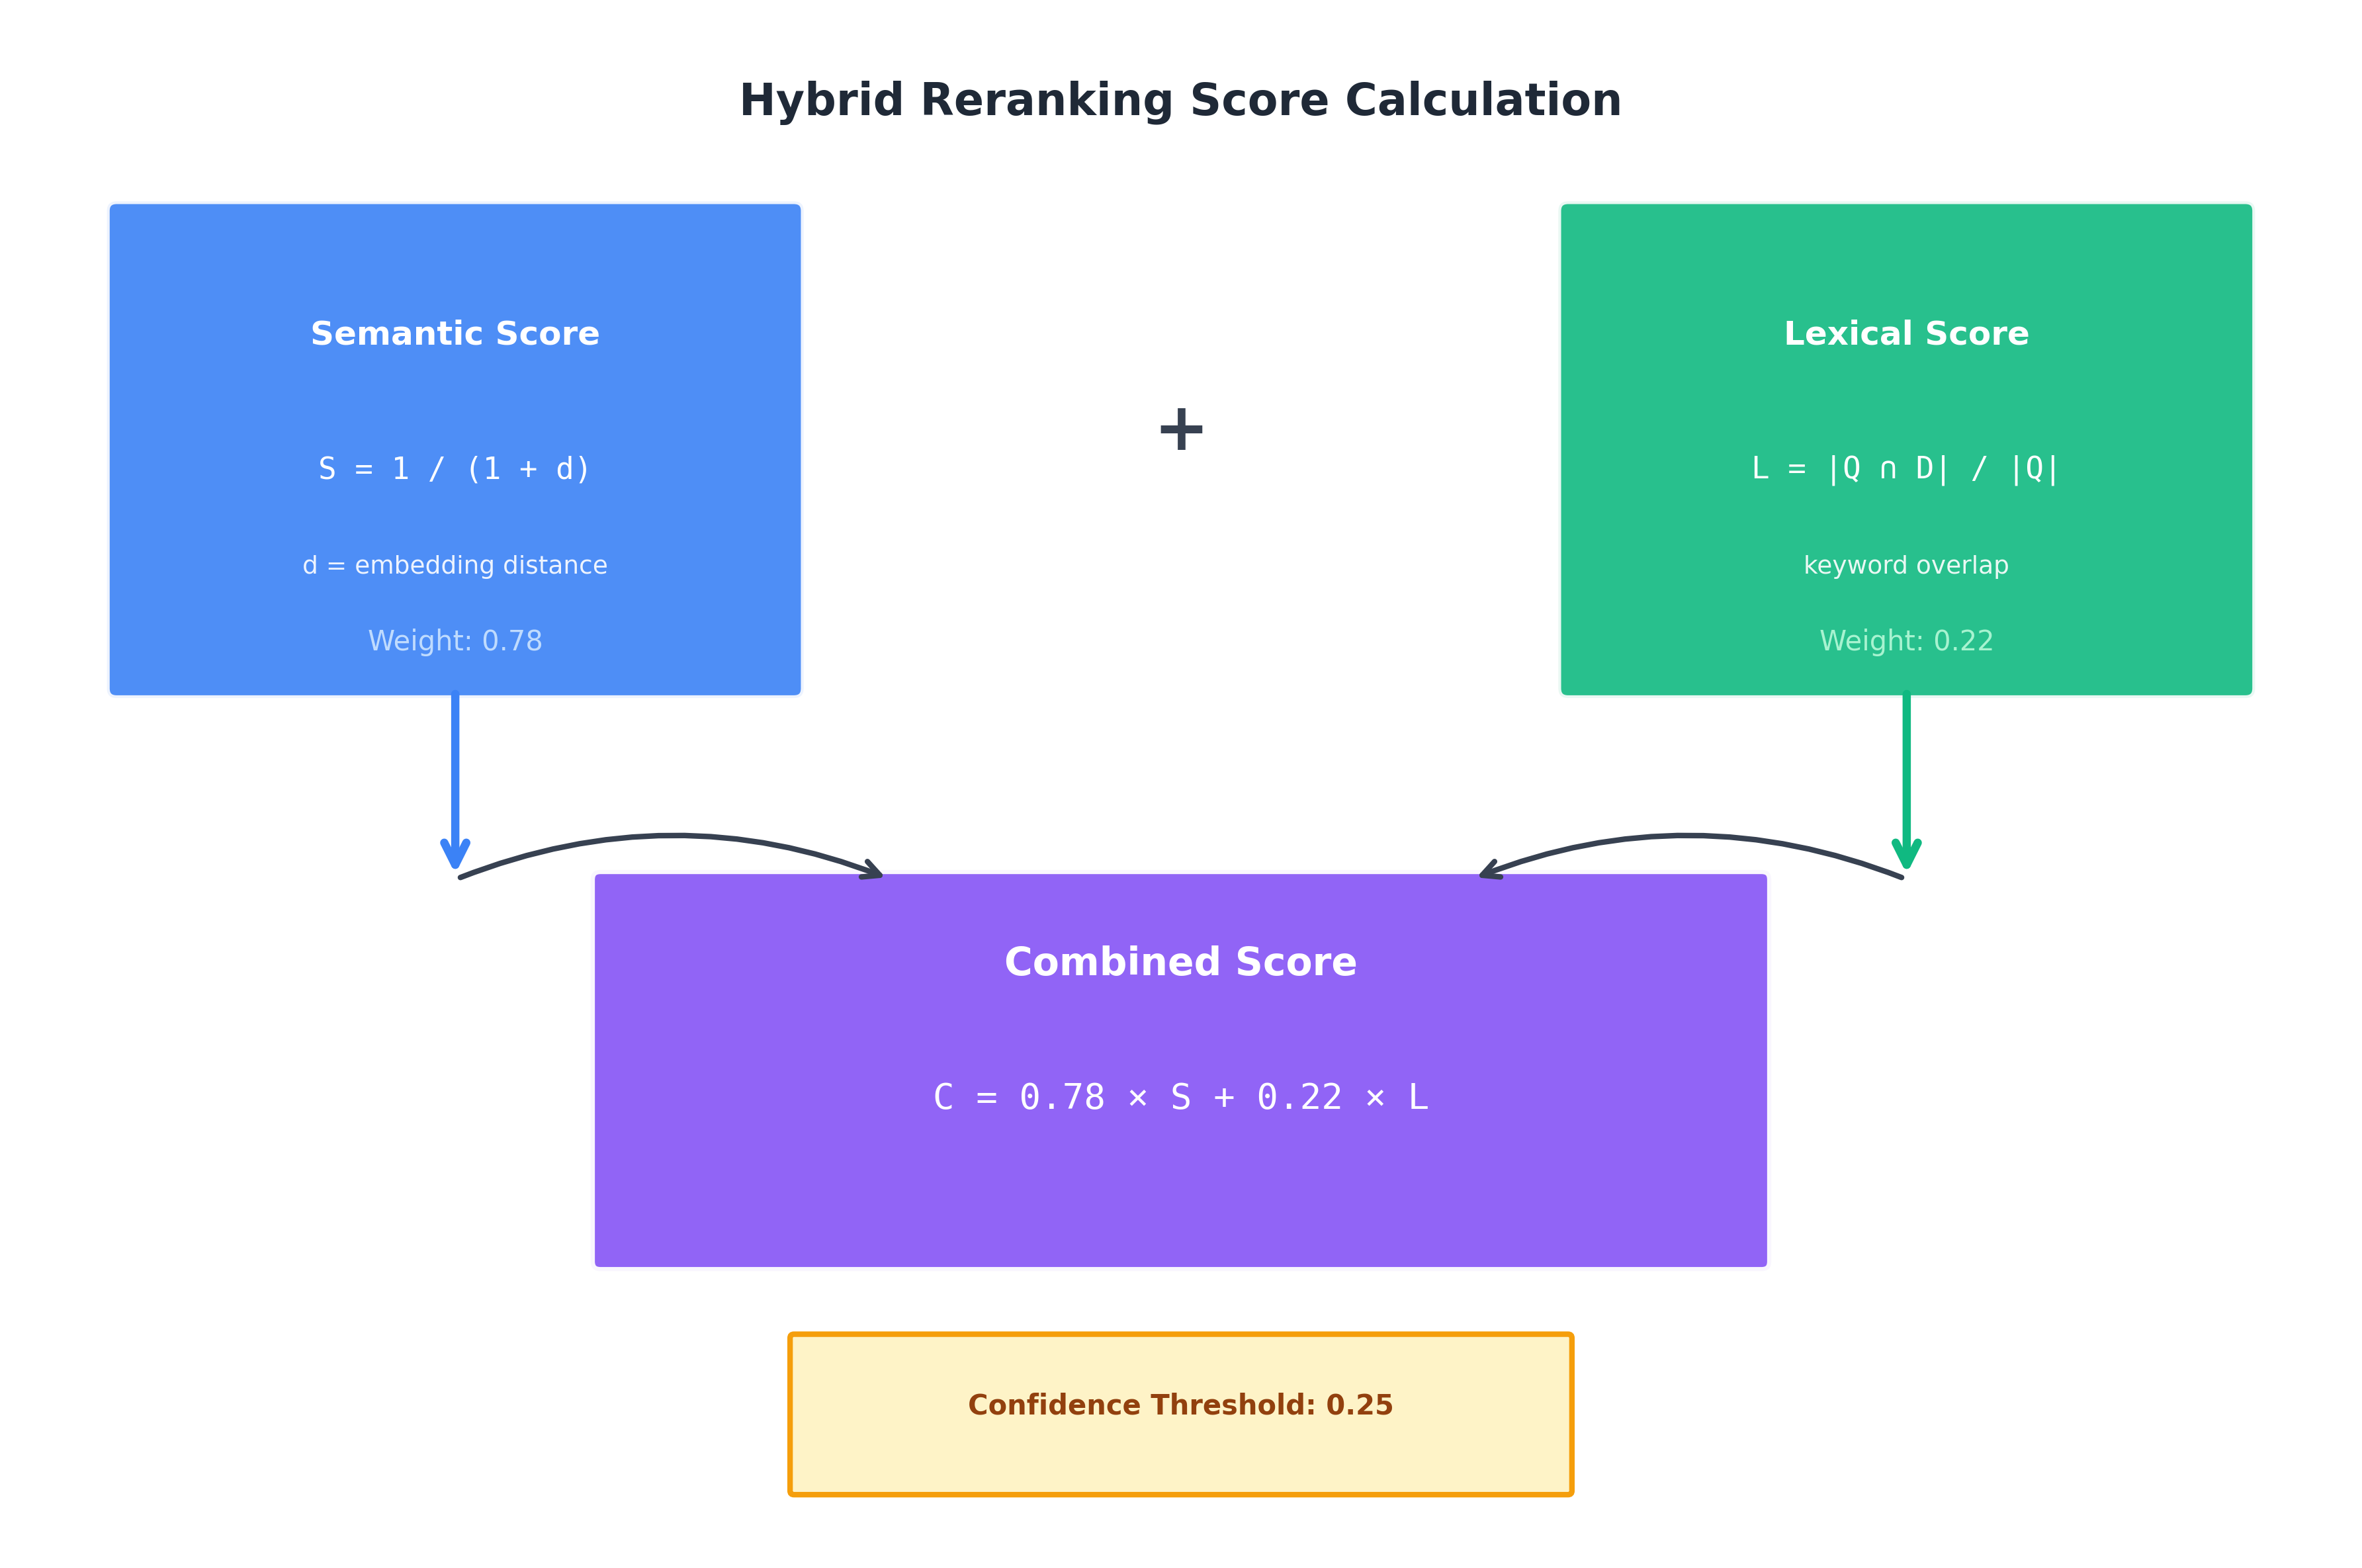 Hybrid Reranking Score Calculation
Semantic Score
S = 1 / (1 + d)
d = embedding distance
Weight: 0.78
+
Lexical Score
L = |Q ∩ D| / |Q|
keyword overlap
Weight: 0.22
Combined Score
C = 0.78 × S + 0.22 × L
Confidence Threshold: 0.25